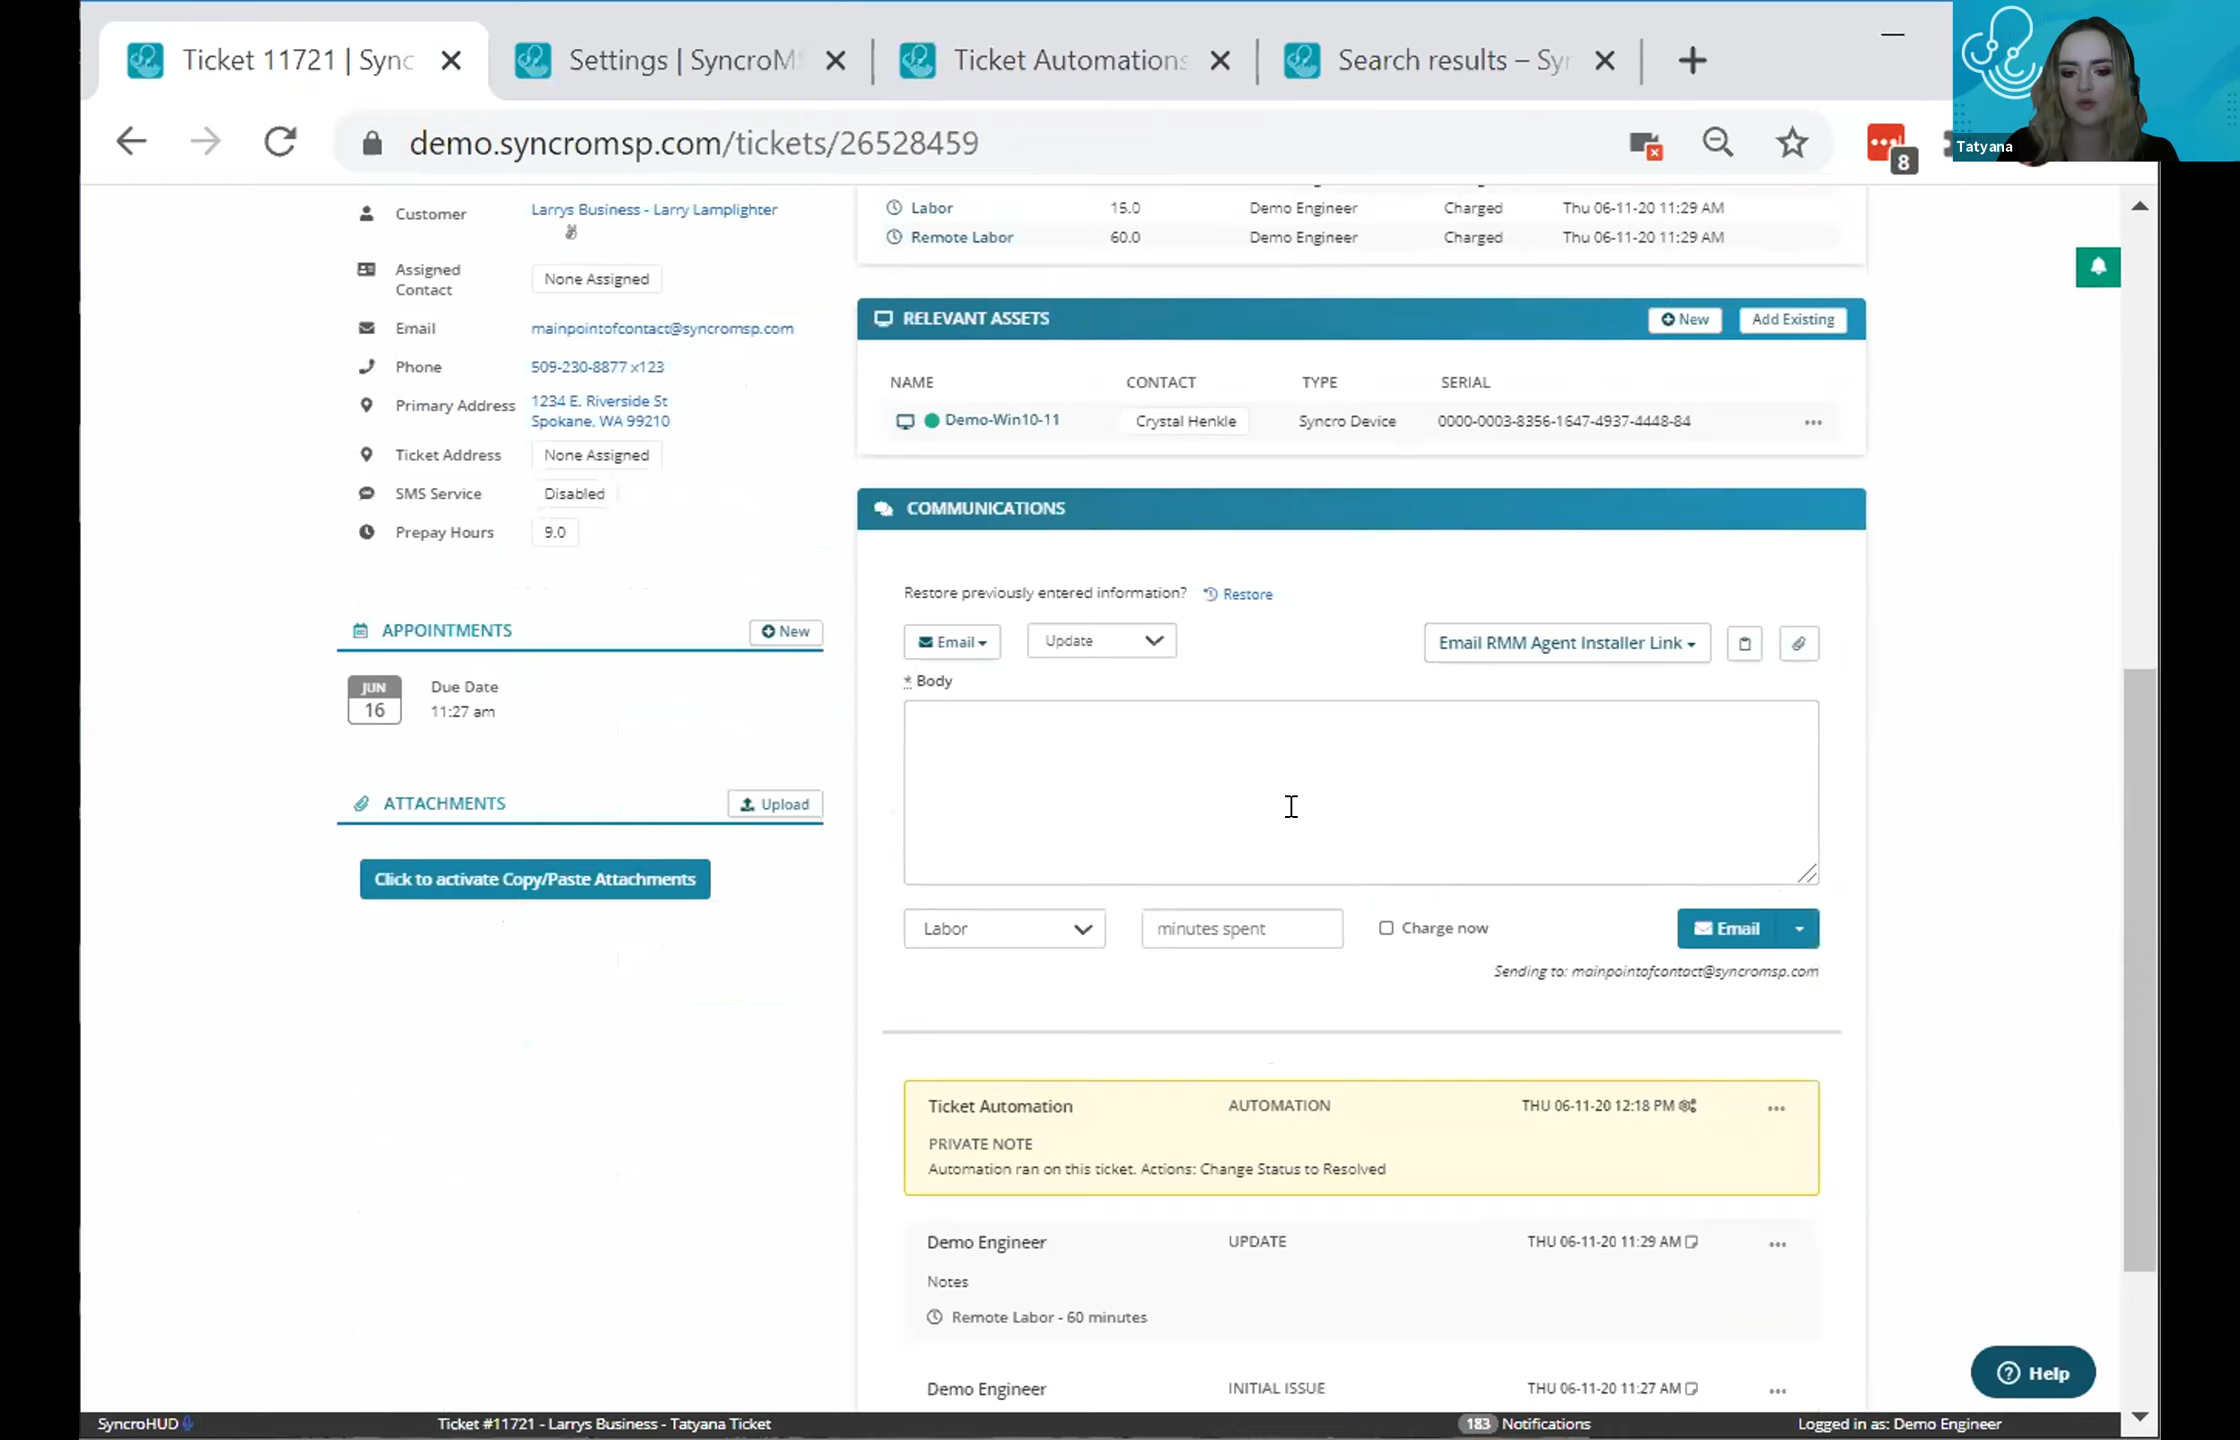 Ticket 11721 | Sync
Settings | SyncroM
Ticket Automations
Search results – Syn
demo.syncromsp.com/tickets/26528459
8
Tatyana
Customer
Larrys Business - Larry Lamplighter
Assigned
Contact
None Assigned
Email
mainpointofcontact@syncromsp.com
Phone
509-230-8877 x123
Primary Address
1234 E. Riverside St
Spokane, WA 99210
Ticket Address
None Assigned
SMS Service
Disabled
Prepay Hours
9.0
APPOINTMENTS
New
JUN
16
Due Date
11:27 am
ATTACHMENTS
Upload
Click to activate Copy/Paste Attachments
Labor 15.0 Demo Engineer Charged Thu 06-11-20 11:29 AM
Remote Labor 60.0 Demo Engineer Charged Thu 06-11-20 11:29 AM
RELEVANT ASSETS
New
Add Existing
NAME CONTACT TYPE SERIAL
Demo-Win10-11 Crystal Henkle Syncro Device 0000-0003-8356-1647-4937-4448-84
COMMUNICATIONS
Restore previously entered information? Restore
Email
Update
Email RMM Agent Installer Link
* Body
Labor
minutes spent
Charge now
Email
Sending to: mainpointofcontact@syncromsp.com
Ticket Automation AUTOMATION THU 06-11-20 12:18 PM
PRIVATE NOTE
Automation ran on this ticket. Actions: Change Status to Resolved
Demo Engineer UPDATE THU 06-11-20 11:29 AM
Notes
Remote Labor - 60 minutes
Demo Engineer INITIAL ISSUE THU 06-11-20 11:27 AM
Help
SyncroHUD
Ticket #11721 - Larrys Business - Tatyana Ticket
183 Notifications
Logged in as: Demo Engineer